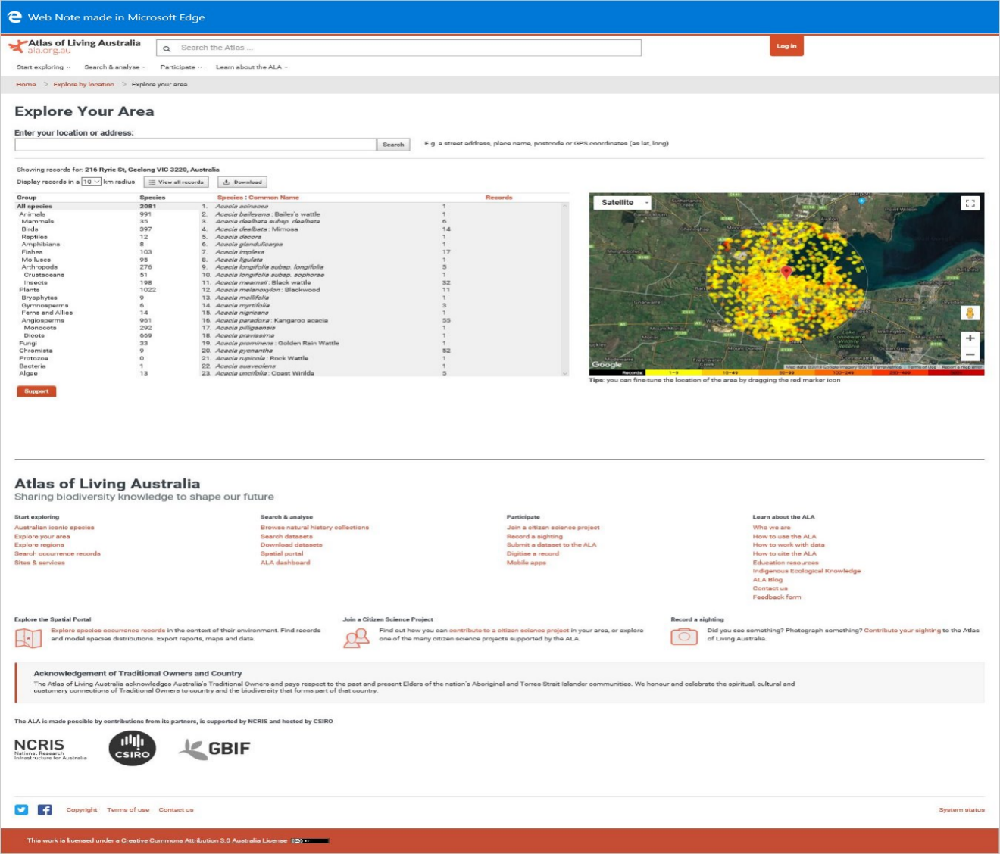 Web Note made in Microsoft Edge
Atlas of Living Australia
ala.org.au
Search the Atlas ...
Log in
Start exploring
Search & analyse
Participate
Learn about the ALA
Home > Explore by location > Explore your area
Explore Your Area
Enter your location or address:
Search
E.g. a street address, place name, postcode or GPS coordinates (as lat, long)
Showing records for: 216 Ryrie St, Geelong VIC 3220, Australia
Display records in a 10 km radius View all records Download
Group Species Species : Common Name Records
All species 2081 1. Acacia acinacea 1
Animals 991 2. Acacia baileyana : Bailey's wattle 1
Mammals 35 3. Acacia dealbata subsp. dealbata 6
Birds 397 4. Acacia dealbata : Mimosa 14
Reptiles 12 5. Acacia decora 1
Amphibians 8 6. Acacia glandulicarpa 1
Fishes 103 7. Acacia implexa 17
Molluscs 95 8. Acacia ligulata 1
Arthropods 276 9. Acacia longifolia subsp. longifolia 5
Crustaceans 51 10. Acacia longifolia subsp. sophorae 1
Insects 198 11. Acacia mearnsii : Black wattle 32
Plants 1022 12. Acacia melanoxylon : Blackwood 11
Bryophytes 9 13. Acacia mollifolia 1
Gymnosperms 6 14. Acacia myrtifolia 3
Ferns and Allies 14 15. Acacia nigricans 1
Angiosperms 961 16. Acacia paradoxa : Kangaroo acacia 55
Monocots 292 17. Acacia pilligaensis 1
Dicots 669 18. Acacia pravissima 1
Fungi 33 19. Acacia prominens : Golden Rain Wattle 1
Chromista 9 20. Acacia pycnantha 52
Protozoa 0 21. Acacia rupicola : Rock Wattle 1
Bacteria 1 22. Acacia suaveolens 1
Algae 13 23. Acacia uncifolia : Coast Wirilda 5
Satellite
Google
Records: 1-9 10-49 50-99 100-249 250-499
Tips: you can fine-tune the location of the area by dragging the red marker icon
Support
Atlas of Living Australia
Sharing biodiversity knowledge to shape our future
Start exploring
Australian iconic species
Explore your area
Explore regions
Search occurrence records
Sites & services
Search & analyse
Browse natural history collections
Search datasets
Download datasets
Spatial portal
ALA dashboard
Participate
Join a citizen science project
Record a sighting
Submit a dataset to the ALA
Digitise a record
Mobile apps
Learn about the ALA
Who we are
How to use the ALA
How to work with data
How to cite the ALA
Education resources
Indigenous Ecological Knowledge
ALA Blog
Contact us
Feedback form
Explore the Spatial Portal
Explore species occurrence records in the context of their environment. Find records
and model species distributions. Export reports, maps and data.
Join a Citizen Science Project
Find out how you can contribute to a citizen science project in your area, or explore
one of the many citizen science projects supported by the ALA.
Record a sighting
Did you see something? Photograph something? Contribute your sighting to the Atlas
of Living Australia.
Acknowledgement of Traditional Owners and Country
The Atlas of Living Australia acknowledges Australia's Traditional Owners and pays respect to the past and present Elders of the nation's Aboriginal and Torres Strait Islander communities. We honour and celebrate the spiritual, cultural and
customary connections of Traditional Owners to country and the biodiversity that forms part of that country.
The ALA is made possible by contributions from its partners, is supported by NCRIS and hosted by CSIRO
NCRIS
National Research
Infrastructure for Australia
CSIRO
GBIF
Copyright Terms of use Contact us
System status
This work is licensed under a Creative Commons Attribution 3.0 Australia License